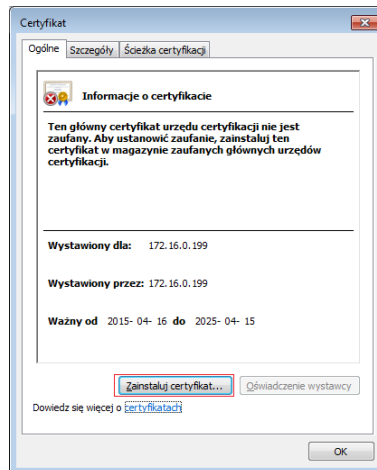 Certyfikat
Ogólne
Szczegóły
Ścieżka certyfikacji
Informacje o certyfikacie
Ten główny certyfikat urzędu certyfikacji nie jest
zaufany. Aby ustanowić zaufanie, zainstaluj ten
certyfikat w magazynie zaufanych głównych urzędów
certyfikacji.
Wystawiony dla: 172.16.0.199
Wystawiony przez: 172.16.0.199
Ważny od 2015- 04- 16 do 2025- 04- 15
Zainstaluj certyfikat...
Oświadczenie wystawcy
Dowiedz się więcej o certyfikatach
OK